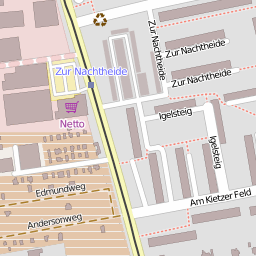 Zur Nachtheide
Zur Nachtheide
Zur Nachtheide
Zur Nachtheide
Netto
Igelsteig
Igelsteig
Edmundweg
Am Kietzer Feld
Andersonweg